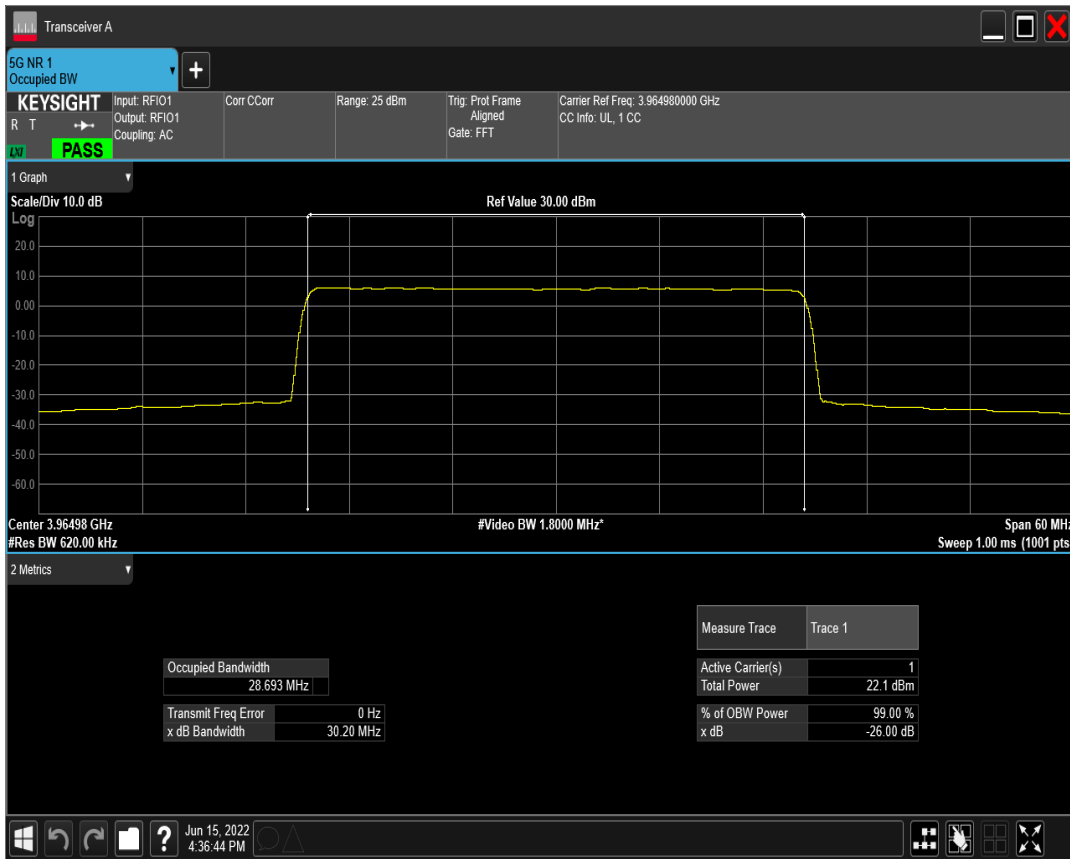 Transceiver A
5G NR 1
Occupied BW
KEYSIGHT
R T
LXI
PASS
Input: RFIO1
Output: RFIO1
Coupling: AC
Corr CCorr
Range: 25 dBm
Trig: Prot Frame
Aligned
Gate: FFT
Carrier Ref Freq: 3.964980000 GHz
CC Info: UL, 1 CC
1 Graph
Scale/Div 10.0 dB
Ref Value 30.00 dBm
Log
20.0
10.0
0.00
-10.0
-20.0
-30.0
-40.0
-50.0
-60.0
Center 3.96498 GHz
#Video BW 1.8000 MHz*
Span 60 MHz
#Res BW 620.00 kHz
Sweep 1.00 ms (1001 pts
2 Metrics
Measure Trace Trace 1
Occupied Bandwidth
28.693 MHz
Active Carrier(s) 1
Total Power 22.1 dBm
Transmit Freq Error 0 Hz
x dB Bandwidth 30.20 MHz
% of OBW Power 99.00 %
x dB -26.00 dB
?
Jun 15, 2022
4:36:44 PM